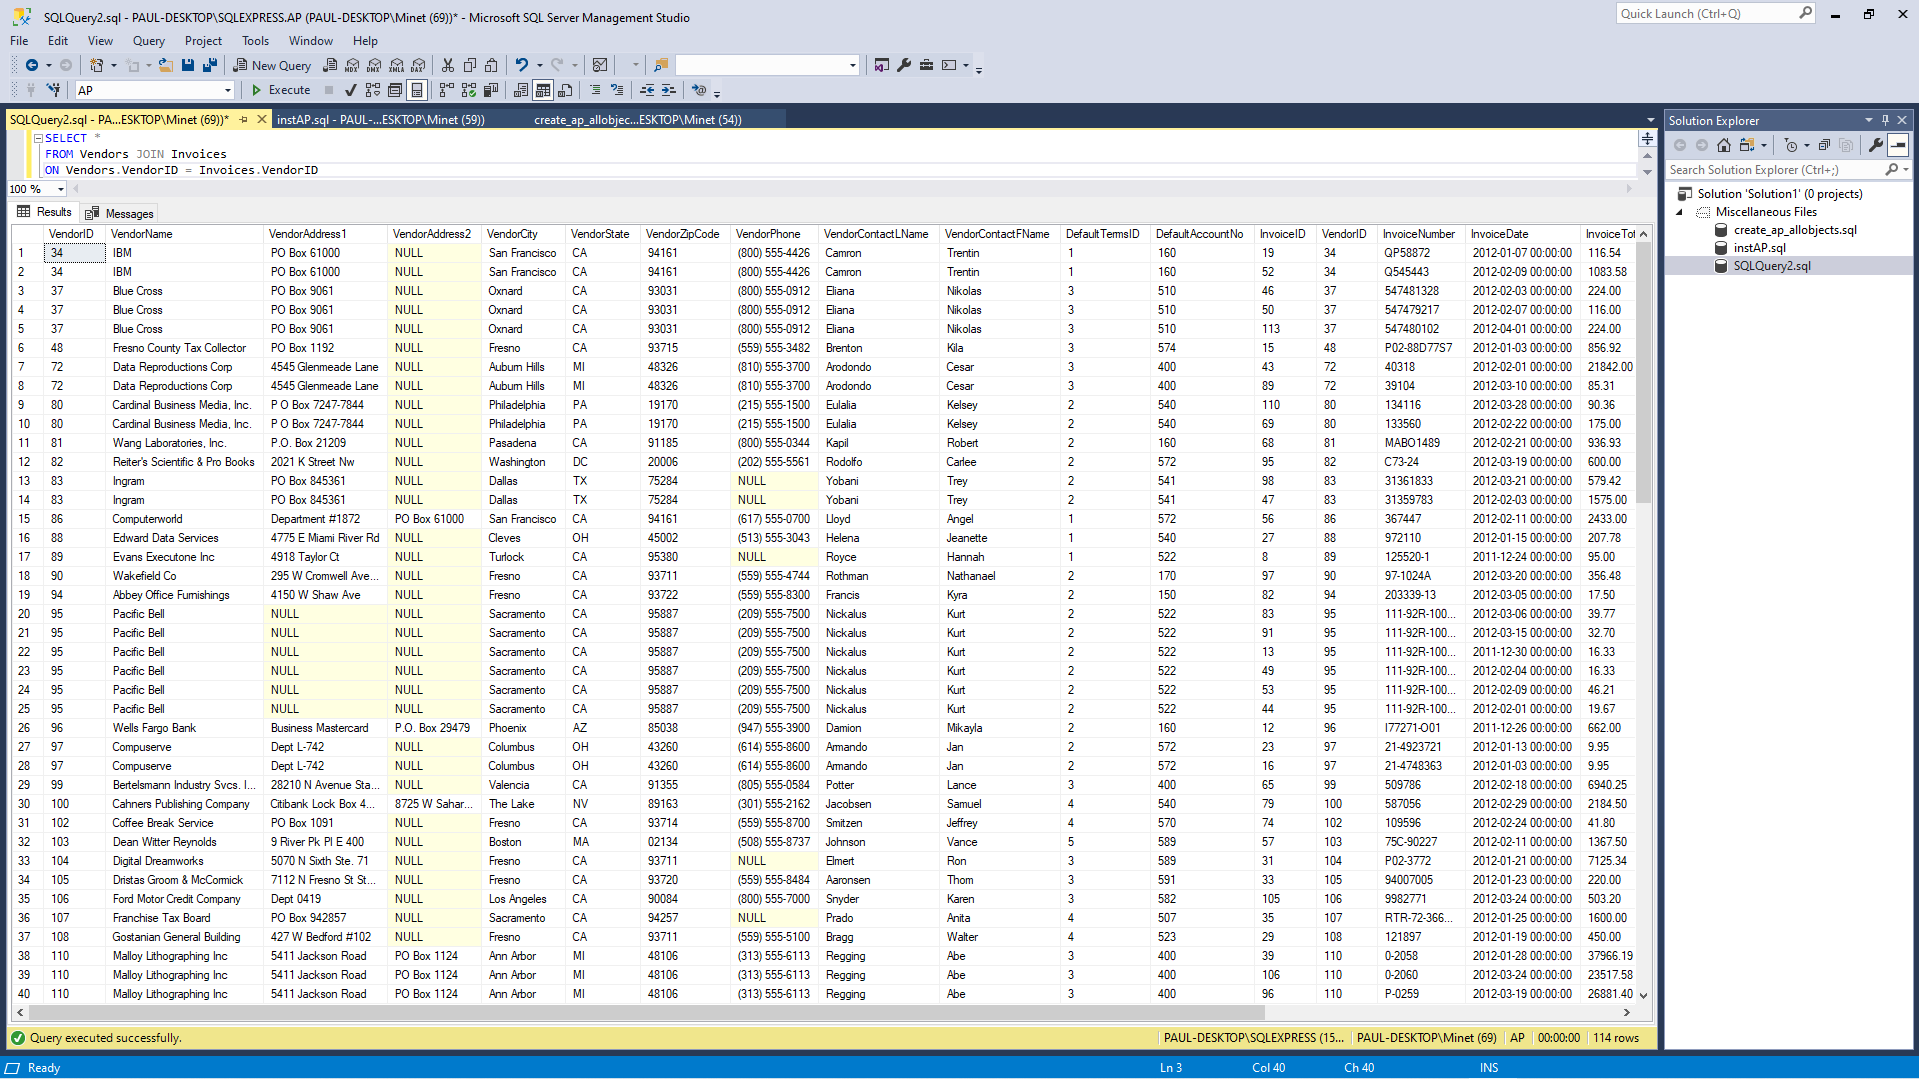 SQLQuery2.sql - PAUL-DESKTOP\SQLEXPRESS.AP (PAUL-DESKTOP\Minet (69))* - Microsoft SQL Server Management Studio
Quick Launch (Ctrl+Q)
File Edit View Query Project Tools Window Help
New Query MDX DMX XMLA DAX
AP Execute
SQLQuery2.sql - PA...ESKTOP\Minet (69))* instAP.sql - PAUL-...ESKTOP\Minet (59)) create_ap_allobjec...ESKTOP\Minet (54))
SELECT *
FROM Vendors JOIN Invoices
ON Vendors.VendorID = Invoices.VendorID
100 %
Results Messages
VendorID VendorName VendorAddress1 VendorAddress2 VendorCity VendorState VendorZipCode VendorPhone VendorContactLName VendorContactFName DefaultTermsID DefaultAccountNo InvoiceID VendorID InvoiceNumber InvoiceDate InvoiceTot
1 34 IBM PO Box 61000 NULL San Francisco CA 94161 (800) 555-4426 Camron Trentin 1 160 19 34 QP58872 2012-01-07 00:00:00 116.54
2 34 IBM PO Box 61000 NULL San Francisco CA 94161 (800) 555-4426 Camron Trentin 1 160 52 34 Q545443 2012-02-09 00:00:00 1083.58
3 37 Blue Cross PO Box 9061 NULL Oxnard CA 93031 (800) 555-0912 Eliana Nikolas 3 510 46 37 547481328 2012-02-03 00:00:00 224.00
4 37 Blue Cross PO Box 9061 NULL Oxnard CA 93031 (800) 555-0912 Eliana Nikolas 3 510 50 37 547479217 2012-02-07 00:00:00 116.00
5 37 Blue Cross PO Box 9061 NULL Oxnard CA 93031 (800) 555-0912 Eliana Nikolas 3 510 113 37 547480102 2012-04-01 00:00:00 224.00
6 48 Fresno County Tax Collector PO Box 1192 NULL Fresno CA 93715 (559) 555-3482 Brenton Kila 3 574 15 48 P02-88D77S7 2012-01-03 00:00:00 856.92
7 72 Data Reproductions Corp 4545 Glenmeade Lane NULL Auburn Hills MI 48326 (810) 555-3700 Arodondo Cesar 3 400 43 72 40318 2012-02-01 00:00:00 21842.00
8 72 Data Reproductions Corp 4545 Glenmeade Lane NULL Auburn Hills MI 48326 (810) 555-3700 Arodondo Cesar 3 400 89 72 39104 2012-03-10 00:00:00 85.31
9 80 Cardinal Business Media, Inc. P O Box 7247-7844 NULL Philadelphia PA 19170 (215) 555-1500 Eulalia Kelsey 2 540 110 80 134116 2012-03-28 00:00:00 90.36
10 80 Cardinal Business Media, Inc. P O Box 7247-7844 NULL Philadelphia PA 19170 (215) 555-1500 Eulalia Kelsey 2 540 69 80 133560 2012-02-22 00:00:00 175.00
11 81 Wang Laboratories, Inc. P.O. Box 21209 NULL Pasadena CA 91185 (800) 555-0344 Kapil Robert 2 160 68 81 MABO1489 2012-02-21 00:00:00 936.93
12 82 Reiter's Scientific & Pro Books 2021 K Street Nw NULL Washington DC 20006 (202) 555-5561 Rodolfo Carlee 2 572 95 82 C73-24 2012-03-19 00:00:00 600.00
13 83 Ingram PO Box 845361 NULL Dallas TX 75284 NULL Yobani Trey 2 541 98 83 31361833 2012-03-21 00:00:00 579.42
14 83 Ingram PO Box 845361 NULL Dallas TX 75284 NULL Yobani Trey 2 541 47 83 31359783 2012-02-03 00:00:00 1575.00
15 86 Computerworld Department #1872 PO Box 61000 San Francisco CA 94161 (617) 555-0700 Lloyd Angel 1 572 56 86 367447 2012-02-11 00:00:00 2433.00
16 88 Edward Data Services 4775 E Miami River Rd NULL Cleves OH 45002 (513) 555-3043 Helena Jeanette 1 540 27 88 972110 2012-01-15 00:00:00 207.78
17 89 Evans Executone Inc 4918 Taylor Ct NULL Turlock CA 95380 NULL Royce Hannah 1 522 8 89 125520-1 2011-12-24 00:00:00 95.00
18 90 Wakefield Co 295 W Cromwell Ave... NULL Fresno CA 93711 (559) 555-4744 Rothman Nathanael 2 170 97 90 97-1024A 2012-03-20 00:00:00 356.48
19 94 Abbey Office Furnishings 4150 W Shaw Ave NULL Fresno CA 93722 (559) 555-8300 Francis Kyra 2 150 82 94 203339-13 2012-03-05 00:00:00 17.50
20 95 Pacific Bell NULL NULL Sacramento CA 95887 (209) 555-7500 Nickalus Kurt 2 522 83 95 111-92R-100... 2012-03-06 00:00:00 39.77
21 95 Pacific Bell NULL NULL Sacramento CA 95887 (209) 555-7500 Nickalus Kurt 2 522 91 95 111-92R-100... 2012-03-15 00:00:00 32.70
22 95 Pacific Bell NULL NULL Sacramento CA 95887 (209) 555-7500 Nickalus Kurt 2 522 13 95 111-92R-100... 2011-12-30 00:00:00 16.33
23 95 Pacific Bell NULL NULL Sacramento CA 95887 (209) 555-7500 Nickalus Kurt 2 522 49 95 111-92R-100... 2012-02-04 00:00:00 16.33
24 95 Pacific Bell NULL NULL Sacramento CA 95887 (209) 555-7500 Nickalus Kurt 2 522 53 95 111-92R-100... 2012-02-09 00:00:00 46.21
25 95 Pacific Bell NULL NULL Sacramento CA 95887 (209) 555-7500 Nickalus Kurt 2 522 44 95 111-92R-100... 2012-02-01 00:00:00 19.67
26 96 Wells Fargo Bank Business Mastercard P.O. Box 29479 Phoenix AZ 85038 (947) 555-3900 Damion Mikayla 2 160 12 96 I77271-O01 2011-12-26 00:00:00 662.00
27 97 Compuserve Dept L-742 NULL Columbus OH 43260 (614) 555-8600 Armando Jan 2 572 23 97 21-4923721 2012-01-13 00:00:00 9.95
28 97 Compuserve Dept L-742 NULL Columbus OH 43260 (614) 555-8600 Armando Jan 2 572 16 97 21-4748363 2012-01-03 00:00:00 9.95
29 99 Bertelsmann Industry Svcs. I... 28210 N Avenue Sta... NULL Valencia CA 91355 (805) 555-0584 Potter Lance 3 400 65 99 509786 2012-02-18 00:00:00 6940.25
30 100 Cahners Publishing Company Citibank Lock Box 4... 8725 W Sahar... The Lake NV 89163 (301) 555-2162 Jacobsen Samuel 4 540 79 100 587056 2012-02-29 00:00:00 2184.50
31 102 Coffee Break Service PO Box 1091 NULL Fresno CA 93714 (559) 555-8700 Smitzen Jeffrey 4 570 74 102 109596 2012-02-24 00:00:00 41.80
32 103 Dean Witter Reynolds 9 River Pk Pl E 400 NULL Boston MA 02134 (508) 555-8737 Johnson Vance 5 589 57 103 75C-90227 2012-02-11 00:00:00 1367.50
33 104 Digital Dreamworks 5070 N Sixth Ste. 71 NULL Fresno CA 93711 NULL Elmert Ron 3 589 31 104 P02-3772 2012-01-21 00:00:00 7125.34
34 105 Dristas Groom & McCormick 7112 N Fresno St St... NULL Fresno CA 93720 (559) 555-8484 Aaronsen Thom 3 591 33 105 94007005 2012-01-23 00:00:00 220.00
35 106 Ford Motor Credit Company Dept 0419 NULL Los Angeles CA 90084 (800) 555-7000 Snyder Karen 3 582 105 106 9982771 2012-03-24 00:00:00 503.20
36 107 Franchise Tax Board PO Box 942857 NULL Sacramento CA 94257 NULL Prado Anita 4 507 35 107 RTR-72-366... 2012-01-25 00:00:00 1600.00
37 108 Gostanian General Building 427 W Bedford #102 NULL Fresno CA 93711 (559) 555-5100 Bragg Walter 4 523 29 108 121897 2012-01-19 00:00:00 450.00
38 110 Malloy Lithographing Inc 5411 Jackson Road PO Box 1124 Ann Arbor MI 48106 (313) 555-6113 Regging Abe 3 400 39 110 0-2058 2012-01-28 00:00:00 37966.19
39 110 Malloy Lithographing Inc 5411 Jackson Road PO Box 1124 Ann Arbor MI 48106 (313) 555-6113 Regging Abe 3 400 106 110 0-2060 2012-03-24 00:00:00 23517.58
40 110 Malloy Lithographing Inc 5411 Jackson Road PO Box 1124 Ann Arbor MI 48106 (313) 555-6113 Regging Abe 3 400 96 110 P-0259 2012-03-19 00:00:00 26881.40
Query executed successfully. PAUL-DESKTOP\SQLEXPRESS (15... PAUL-DESKTOP\Minet (69) AP 00:00:00 114 rows
Solution Explorer
Search Solution Explorer (Ctrl+;)
Solution 'Solution1' (0 projects)
Miscellaneous Files
create_ap_allobjects.sql
instAP.sql
SQLQuery2.sql
Ready Ln 3 Col 40 Ch 40 INS